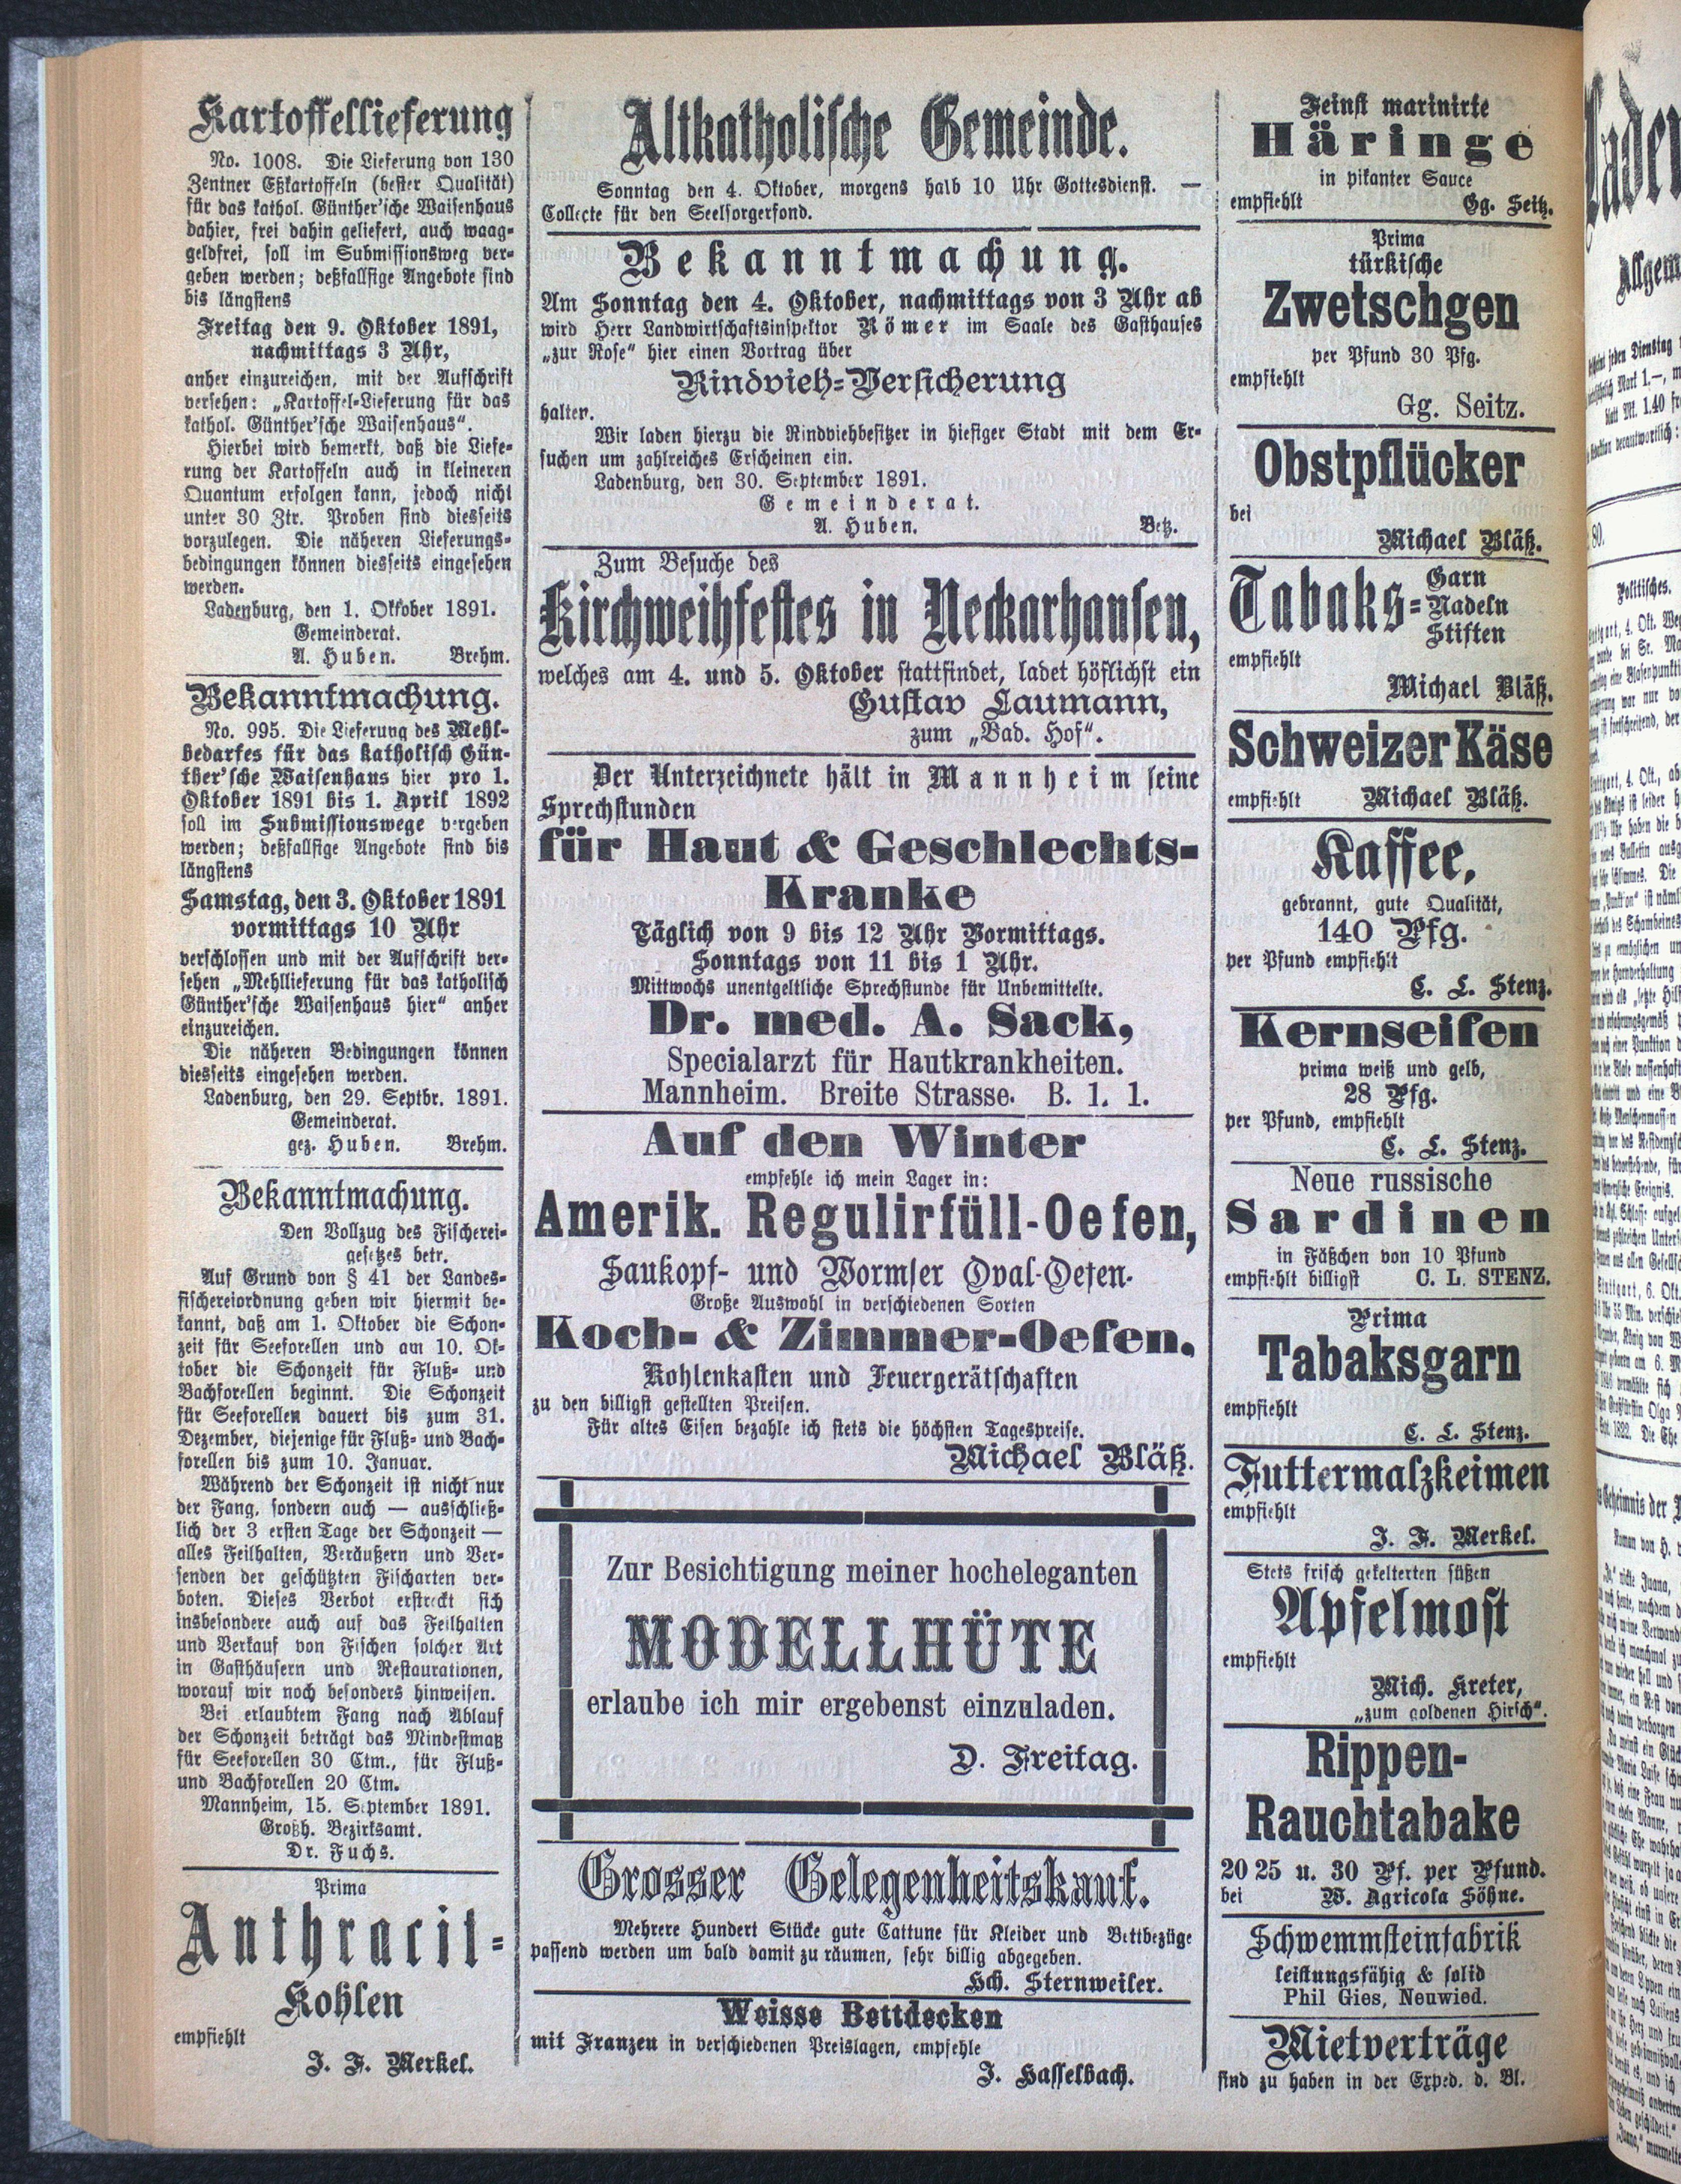 Kartoffellieferung
No. 1008. Die Lieferung von 130
Zentner Eßkartoffeln (bester Qualität)
für das kathol. Günther'sche Waisenhaus
dahier, frei dahin geliefert, auch waag-
geldfrei, soll im Submissionsweg ver-
geben werden; deßfallsige Angebote sind
bis längstens
Freitag den 9. Oktober 1891,
nachmittags 3 Uhr,
anher einzureichen, mit der Aufschrift
versehen: „Kartoffel-Lieferung für das
kathol. Günther'sche Waisenhaus“.
Hierbei wird bemerkt, daß die Liefe-
rung der Kartoffeln auch in kleineren
Quantum erfolgen kann, jedoch nicht
unter 30 Ztr. Proben sind diesseits
vorzulegen. Die näheren Lieferungs-
bedingungen können diesseits eingesehen
werden.
Ladenburg, den 1. Oktober 1891.
Gemeinderat.
A. Huben. Brehm.
Bekanntmachung.
No. 995. Die Lieferung des Mehl-
bedarfes für das katholisch Gün-
ther'sche Waisenhaus hier pro 1.
Oktober 1891 bis 1. April 1892
soll im Submissionswege vergeben
werden; deßfallsige Angebote sind bis
längstens
Samstag, den 3. Oktober 1891
vormittags 10 Uhr
verschlossen und mit der Aufschrift ver-
sehen „Mehllieferung für das katholisch
Günther'sche Waisenhaus hier“ anher
einzureichen.
Die näheren Bedingungen können
diesseits eingesehen werden.
Ladenburg, den 29. Septbr. 1891.
Gemeinderat.
gez. Huben. Brehm.
Bekanntmachung.
Den Vollzug des Fischerei-
gesetzes betr.
Auf Grund von § 41 der Landes-
fischereiordnung geben wir hiermit be-
kannt, daß am 1. Oktober die Schon-
zeit für Seeforellen und am 10. Ok-
tober die Schonzeit für Fluß- und
Bachforellen beginnt. Die Schonzeit
für Seeforellen dauert bis zum 31.
Dezember, diejenige für Fluß- und Bach-
forellen bis zum 10. Januar.
Während der Schonzeit ist nicht nur
der Fang, sondern auch — ausschließ-
lich der 3 ersten Tage der Schonzeit —
alles Feilhalten, Veräußern und Ver-
senden der geschützten Fischarten ver-
boten. Dieses Verbot erstreckt sich
insbesondere auch auf das Feilhalten
und Verkauf von Fischen solcher Art
in Gasthäusern und Restaurationen,
worauf wir noch besonders hinweisen.
Bei erlaubtem Fang nach Ablauf
der Schonzeit beträgt das Mindestmaß
für Seeforellen 30 Ctm., für Fluß-
und Bachforellen 20 Ctm.
Mannheim, 15. September 1891.
Großh. Bezirksamt.
Dr. Fuchs.
Prima
Anthracit-
Kohlen
empfiehlt
J. F. Merkel.
Altkatholische Gemeinde.
Sonntag den 4. Oktober, morgens halb 10 Uhr Gottesdienst. —
Collecte für den Seelsorgerfond.
Bekanntmachung.
Am Sonntag den 4. Oktober, nachmittags von 3 Uhr ab
wird Herr Landwirtschaftsinspektor Römer im Saale des Gasthauses
„zur Rose“ hier einen Vortrag über
Rindvieh-Versicherung
halten.
Wir laden hierzu die Rindviehbesitzer in hiesiger Stadt mit dem Er-
suchen um zahlreiches Erscheinen ein.
Ladenburg, den 30. September 1891.
Gemeinderat.
A. Huben. Betz.
Zum Besuche des
Kirchweihfestes in Neckarhausen,
welches am 4. und 5. Oktober stattfindet, ladet höflichst ein
Gustav Laumann,
zum „Bad. Hof“.
Der Unterzeichnete hält in Mannheim seine
Sprechstunden
für Haut & Geschlechts-
Kranke
Täglich von 9 bis 12 Uhr Vormittags.
Sonntags von 11 bis 1 Uhr.
Mittwochs unentgeltliche Sprechstunde für Unbemittelte.
Dr. med. A. Sack,
Specialarzt für Hautkrankheiten.
Mannheim. Breite Strasse. B. 1. 1.
Auf den Winter
empfehle ich mein Lager in:
Amerik. Regulirfüll-Oefen,
Saukopf- und Wormser Oval-Oefen.
Große Auswahl in verschiedenen Sorten
Koch- & Zimmer-Oefen,
Kohlenkasten und Feuergerätschaften
zu den billigst gestellten Preisen.
Für altes Eisen bezahle ich stets die höchsten Tagespreise.
Michael Bläß.
Zur Besichtigung meiner hocheleganten
MODELLHÜTE
erlaube ich mir ergebenst einzuladen.
D. Freitag.
Grosser Gelegenheitskauf.
Mehrere Hundert Stücke gute Cattune für Kleider und Bettbezüge
passend werden um bald damit zu räumen, sehr billig abgegeben.
Hch. Sternweiler.
Weisse Bettdecken
mit Franzen in verschiedenen Preislagen, empfehle
J. Hasselbach.
Feinst marinirte
Häringe
in pikanter Sauce
empfiehlt Gg. Seitz.
Prima
türkische
Zwetschgen
per Pfund 30 Pfg.
empfiehlt
Gg. Seitz.
Obstpflücker
bei
Michael Bläß.
Tabaks-
Garn
Nadeln
Stiften
empfiehlt
Michael Bläß.
Schweizer Käse
empfiehlt Michael Bläß.
Kaffee,
gebrannt, gute Qualität,
140 Pfg.
per Pfund empfiehlt
C. L. Stenz.
Kernseifen
prima weiß und gelb,
28 Pfg.
per Pfund, empfiehlt
C. L. Stenz.
Neue russische
Sardinen
in Fäßchen von 10 Pfund
empfiehlt billigst C. L. STENZ.
Prima
Tabaksgarn
empfiehlt
C. L. Stenz.
Futtermalzkeimen
empfiehlt
J. F. Merkel.
Stets frisch gekelterten süßen
Apfelmost
empfiehlt
Mich. Kreter,
„zum goldenen Hirsch“.
Rippen-
Rauchtabake
20 25 u. 30 Pf. per Pfund.
bei W. Agricola Söhne.
Schwemmsteinfabrik
leistungsfähig & solid
Phil Gies, Neuwied.
Mietverträge
sind zu haben in der Exped. d. Bl.